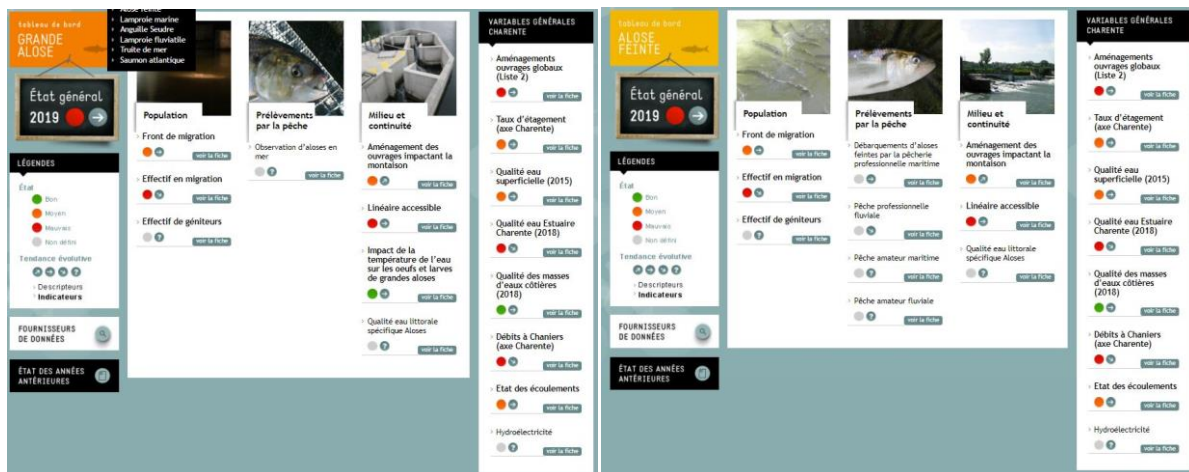 tableau de bord
GRANDE
ALOSE
Alose feinte
Lamproie marine
Anguille Seudre
Lamproie fluviatile
Truite de mer
Saumon atlantique
État général
2019
LÉGENDES
État
Bon
Moyen
Mauvais
Non défini
Tendance évolutive
Descripteurs
Indicateurs
FOURNISSEURS
DE DONNÉES
ÉTAT DES ANNÉES
ANTÉRIEURES
Population
Front de migration
voir la fiche
Effectif en migration
voir la fiche
Effectif de géniteurs
voir la fiche
Prélèvements
par la pêche
Observation d'aloses en
mer
voir la fiche
Milieu et
continuité
Aménagement des
ouvrages impactant la
montaison
voir la fiche
Linéaire accessible
voir la fiche
Impact de la
température de l'eau
sur les oeufs et larves
de grandes aloses
voir la fiche
Qualité eau littorale
spécifique Aloses
voir la fiche
VARIABLES GÉNÉRALES
CHARENTE
Aménagements
ouvrages globaux
(Liste 2)
voir la fiche
Taux d'étagement
(axe Charente)
voir la fiche
Qualité eau
superficielle (2015)
voir la fiche
Qualité eau Estuaire
Charente (2018)
voir la fiche
Qualité des masses
d'eaux côtières
(2018)
voir la fiche
Débits à Chaniers
(axe Charente)
voir la fiche
Etat des écoulements
voir la fiche
Hydroélectricité
voir la fiche
tableau de bord
ALOSE
FEINTE
État général
2019
LÉGENDES
État
Bon
Moyen
Mauvais
Non défini
Tendance évolutive
Descripteurs
Indicateurs
FOURNISSEURS
DE DONNÉES
ÉTAT DES ANNÉES
ANTÉRIEURES
Population
Front de migration
voir la fiche
Effectif en migration
voir la fiche
Effectif de géniteurs
voir la fiche
Prélèvements
par la pêche
Débarquements d'aloses
feintes par la pêcherie
professionnelle maritime
voir la fiche
Pêche professionnelle
fluviale
voir la fiche
Pêche amateur maritime
voir la fiche
Pêche amateur fluviale
voir la fiche
Milieu et
continuité
Aménagement des
ouvrages impactant la
montaison
voir la fiche
Linéaire accessible
voir la fiche
Qualité eau littorale
spécifique Aloses
voir la fiche
VARIABLES GÉNÉRALES
CHARENTE
Aménagements
ouvrages globaux
(Liste 2)
voir la fiche
Taux d'étagement
(axe Charente)
voir la fiche
Qualité eau
superficielle (2015)
voir la fiche
Qualité eau Estuaire
Charente (2018)
voir la fiche
Qualité des masses
d'eaux côtières
(2018)
voir la fiche
Débits à Chaniers
(axe Charente)
voir la fiche
Etat des écoulements
voir la fiche
Hydroélectricité
voir la fiche